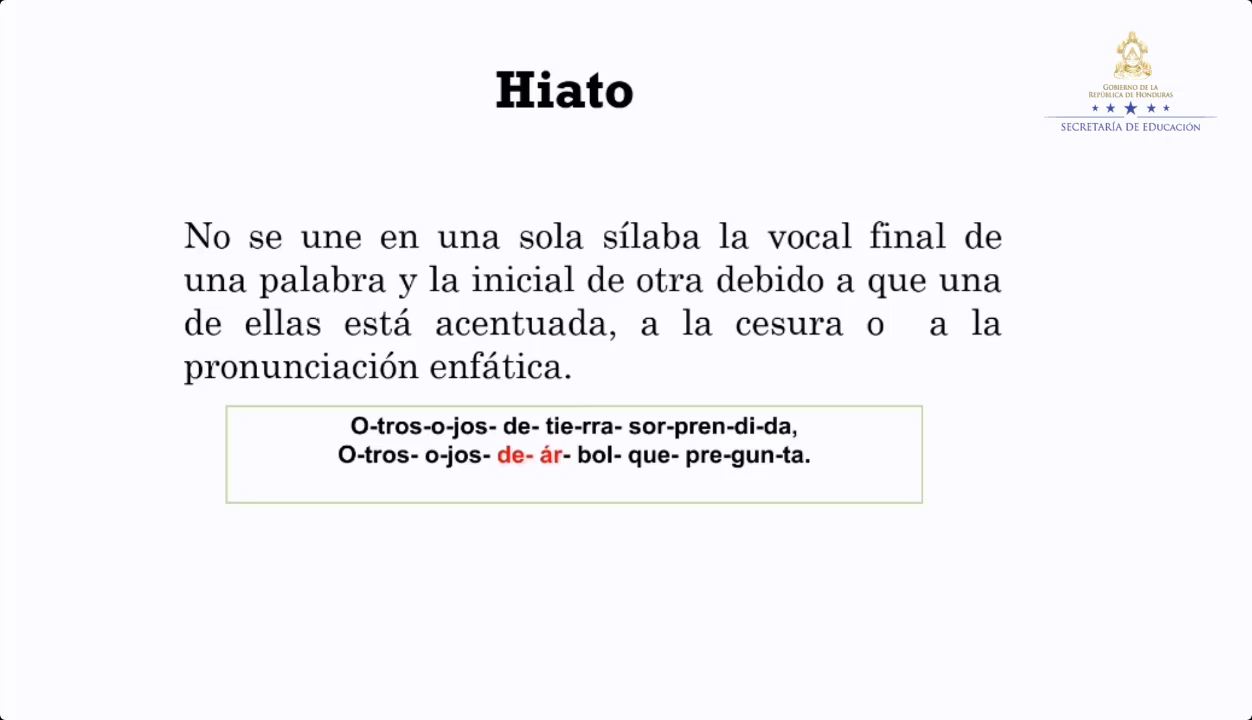 Hiato
GOBIERNO DE LA
REPÚBLICA DE HONDURAS
SECRETARÍA DE EDUCACIÓN
No se une en una sola sílaba la vocal final de
una palabra y la inicial de otra debido a que una
de ellas está acentuada, a la cesura o a la
pronunciación enfática.
O-tros-o-jos- de- tie-rra- sor-pren-di-da,
O-tros- o-jos- de- ár- bol- que- pre-gun-ta.